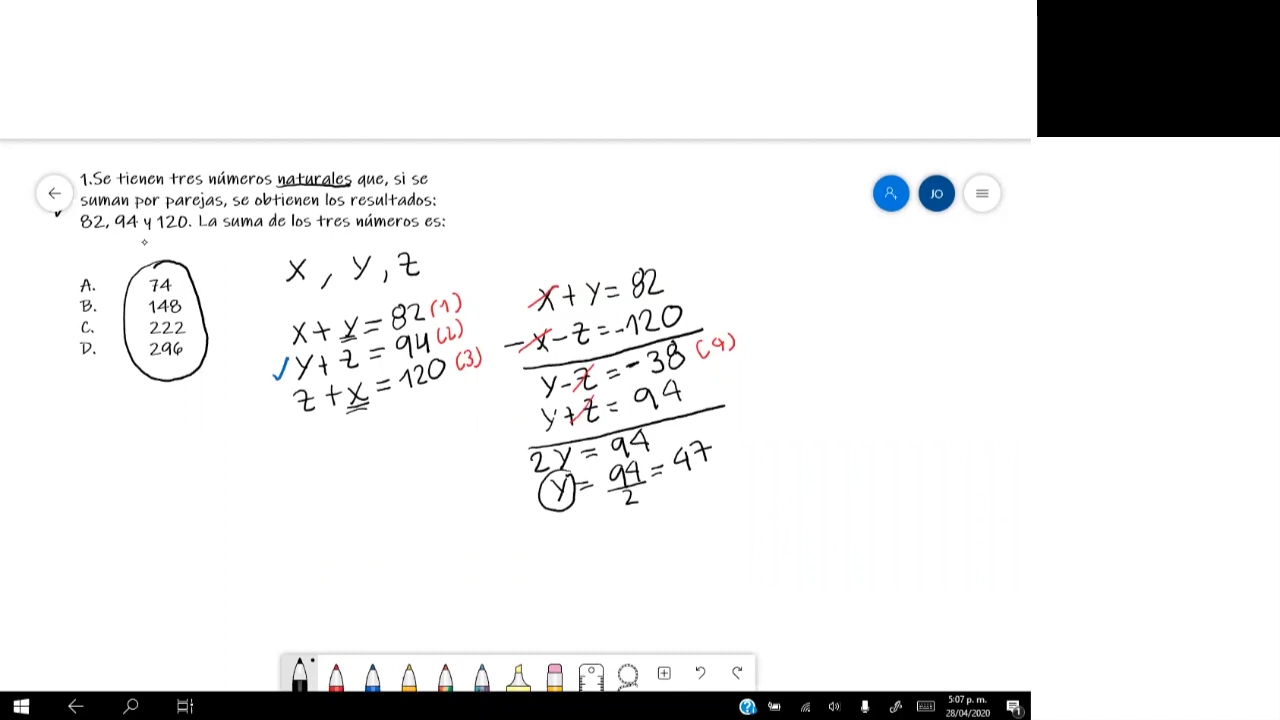 1.Se tienen tres números naturales que, si se
suman por parejas, se obtienen los resultados:
82, 94 y 120. La suma de los tres números es:
A. 74
B. 148
C. 222
D. 296
X, Y, Z
X + Y = 82 (1)
Y + Z = 94 (2)
Z + X = 120 (3)
X + Y = 82
-X - Z = -120
Y - Z = -38 (4)
Y + Z = 94
2Y = 94
Y = 94/2 = 47
JO
5:07 p. m.
28/04/2020